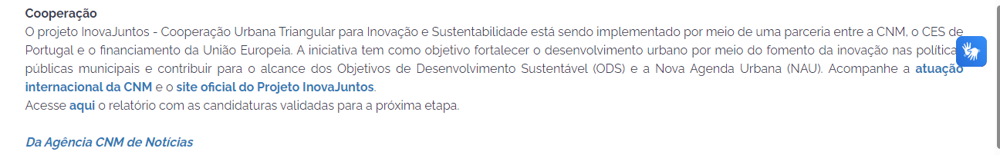 Cooperação
O projeto InovaJuntos - Cooperação Urbana Triangular para Inovação e Sustentabilidade está sendo implementado por meio de uma parceria entre a CNM, o CES de
Portugal e o financiamento da União Europeia. A iniciativa tem como objetivo fortalecer o desenvolvimento urbano por meio do fomento da inovação nas política
públicas municipais e contribuir para o alcance dos Objetivos de Desenvolvimento Sustentável (ODS) e a Nova Agenda Urbana (NAU). Acompanhe a atuação
internacional da CNM e o site oficial do Projeto InovaJuntos.
Acesse aqui o relatório com as candidaturas validadas para a próxima etapa.
Da Agência CNM de Notícias